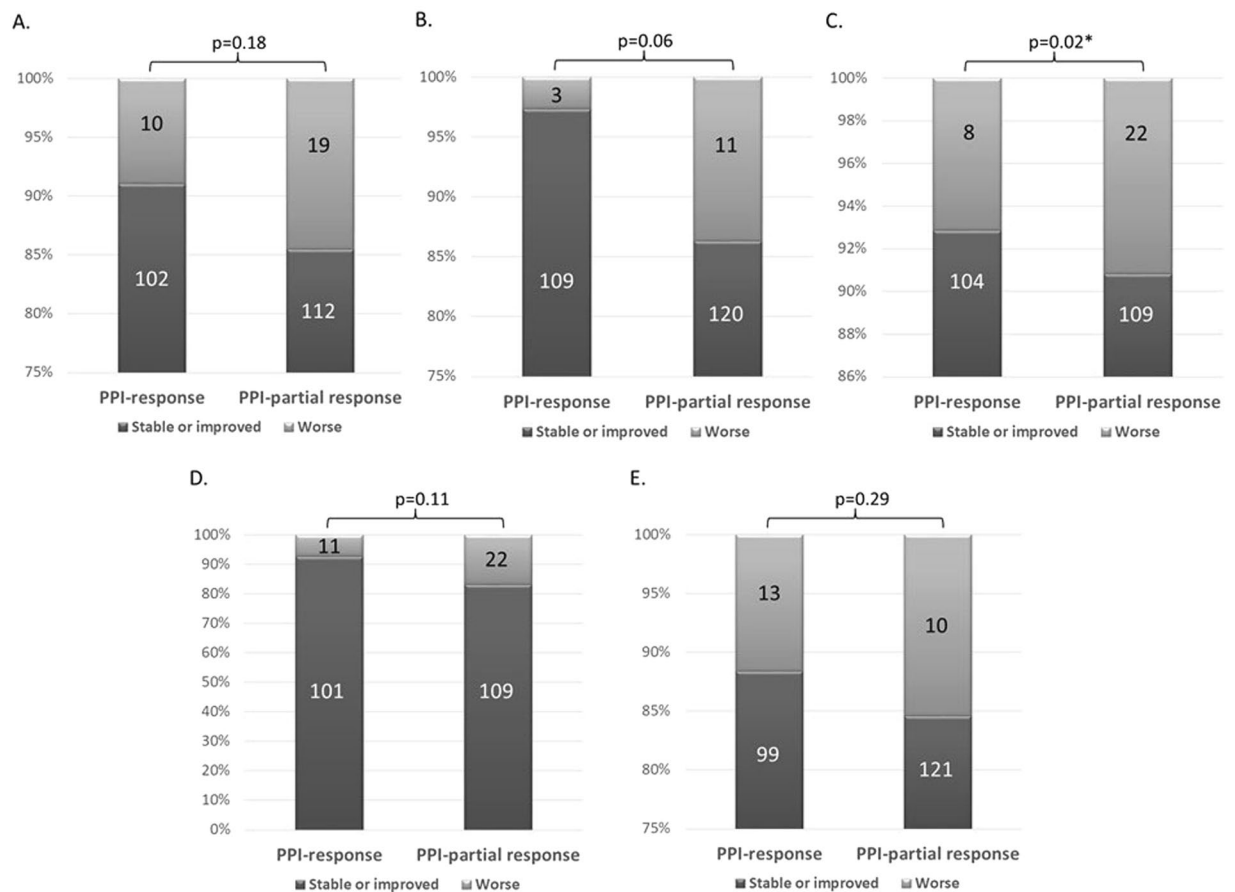 A.
p=0.18
100%
95%
90%
85%
80%
75%
10
19
102
112
PPI-response PPI-partial response
Stable or improved Worse
B.
p=0.06
100%
95%
90%
85%
80%
75%
3
11
109
120
PPI-response PPI-partial response
Stable or improved Worse
C.
p=0.02*
100%
98%
96%
94%
92%
90%
88%
86%
8
22
104
109
PPI-response PPI-partial response
Stable or improved Worse
D.
p=0.11
100%
90%
80%
70%
60%
50%
40%
30%
20%
10%
0%
11
22
101
109
PPI-response PPI-partial response
Stable or improved Worse
E.
p=0.29
100%
95%
90%
85%
80%
75%
13
10
99
121
PPI-response PPI-partial response
Stable or improved Worse